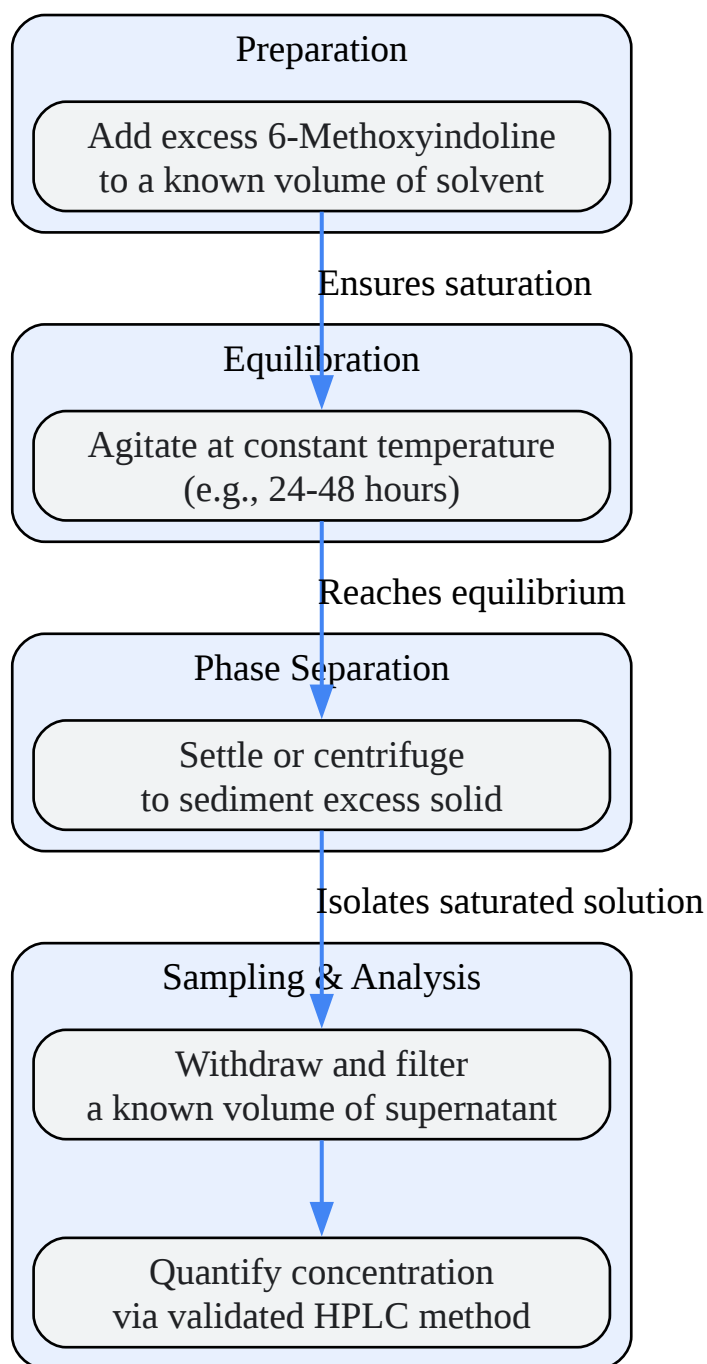 Preparation
Add excess 6-Methoxyindoline
to a known volume of solvent
Ensures saturation
Equilibration
Agitate at constant temperature
(e.g., 24-48 hours)
Reaches equilibrium
Phase Separation
Settle or centrifuge
to sediment excess solid
Isolates saturated solution
Sampling & Analysis
Withdraw and filter
a known volume of supernatant
Quantify concentration
via validated HPLC method